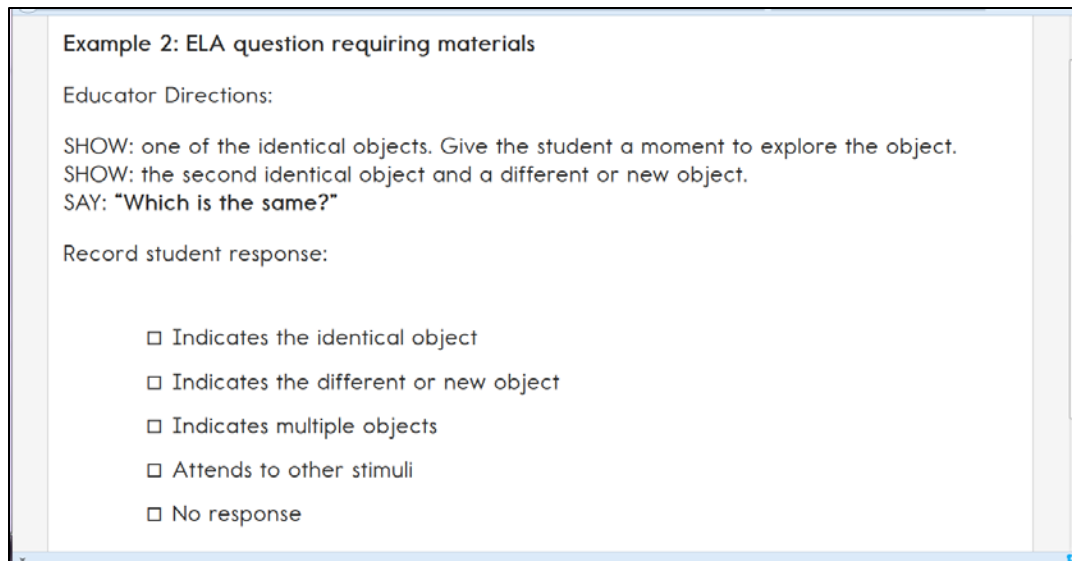 Example 2: ELA question requiring materials
Educator Directions:
SHOW: one of the identical objects. Give the student a moment to explore the object.
SHOW: the second identical object and a different or new object.
SAY: “Which is the same?”
Record student response:
☐ Indicates the identical object
☐ Indicates the different or new object
☐ Indicates multiple objects
☐ Attends to other stimuli
☐ No response